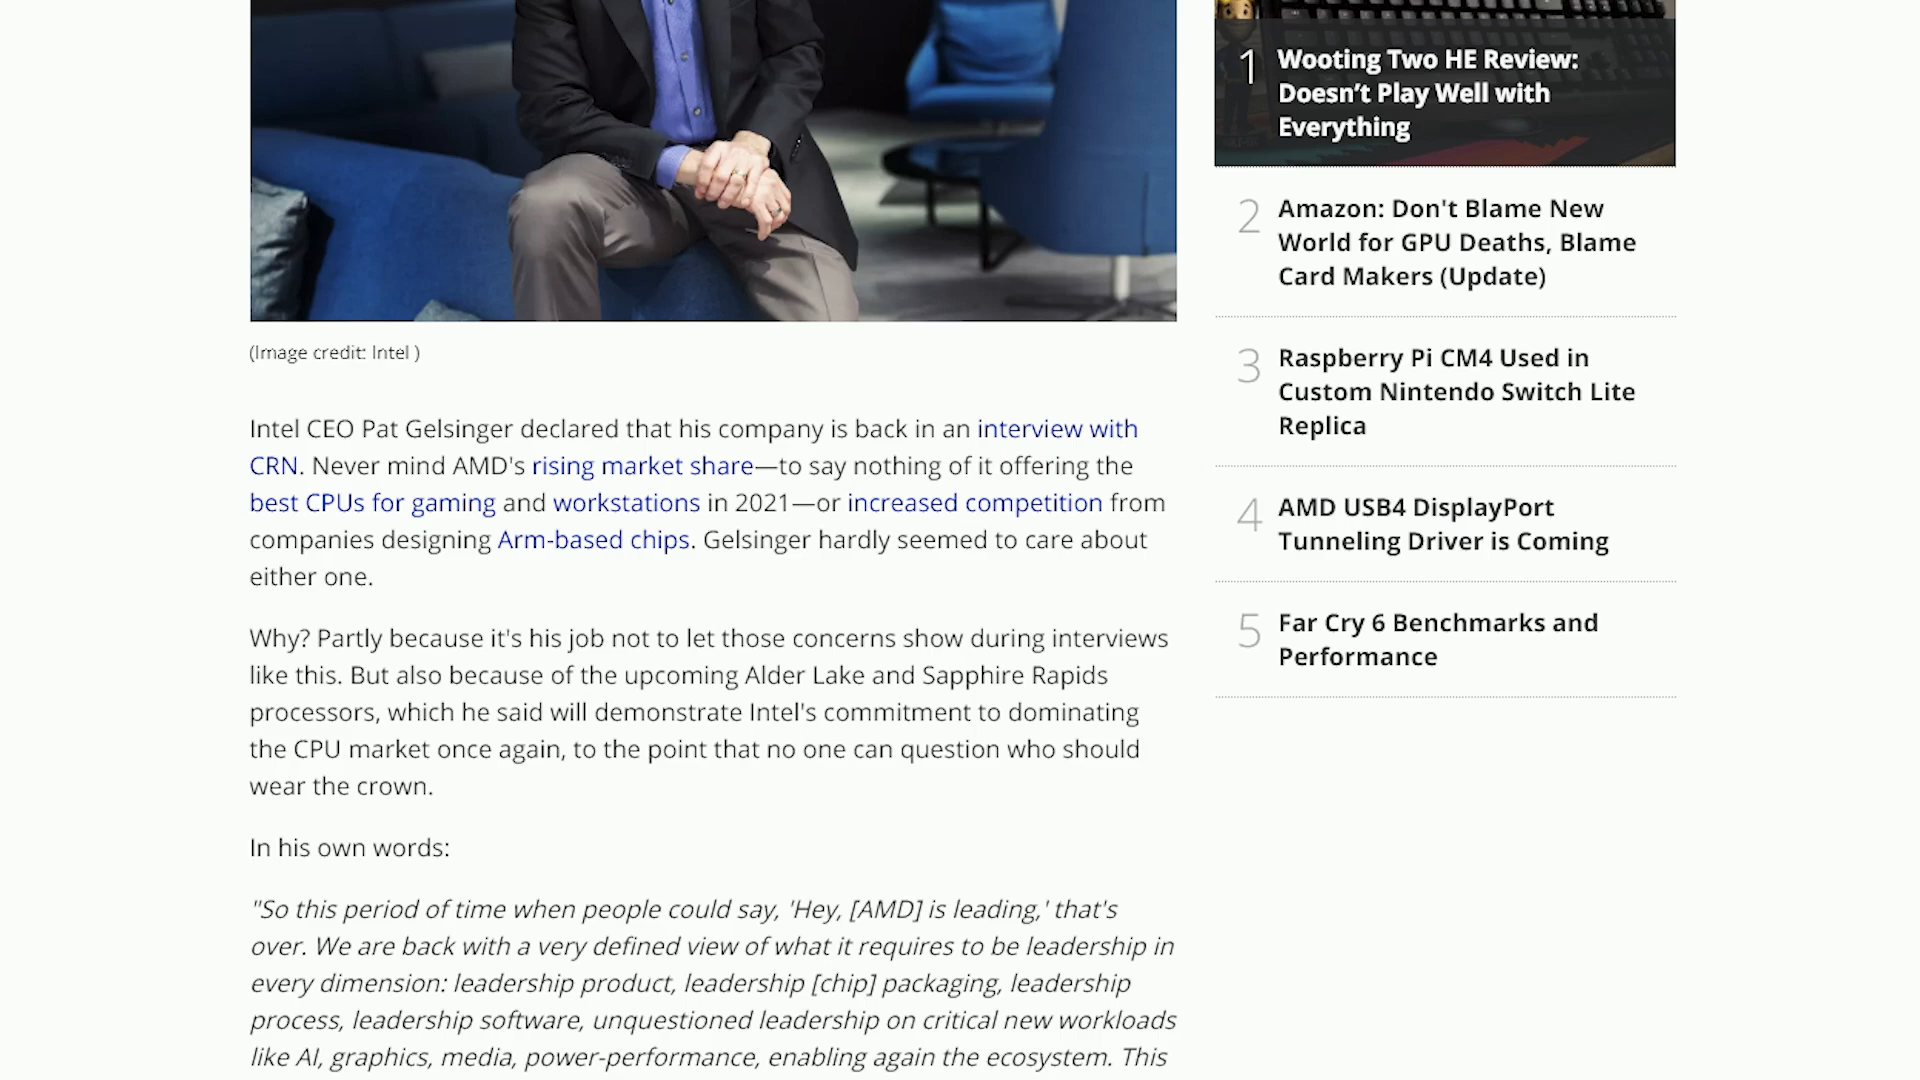 (Image credit: Intel )
Intel CEO Pat Gelsinger declared that his company is back in an interview with
CRN. Never mind AMD's rising market share—to say nothing of it offering the
best CPUs for gaming and workstations in 2021—or increased competition from
companies designing Arm-based chips. Gelsinger hardly seemed to care about
either one.
Why? Partly because it's his job not to let those concerns show during interviews
like this. But also because of the upcoming Alder Lake and Sapphire Rapids
processors, which he said will demonstrate Intel's commitment to dominating
the CPU market once again, to the point that no one can question who should
wear the crown.
In his own words:
"So this period of time when people could say, 'Hey, [AMD] is leading,' that's
over. We are back with a very defined view of what it requires to be leadership in
every dimension: leadership product, leadership [chip] packaging, leadership
process, leadership software, unquestioned leadership on critical new workloads
like AI, graphics, media, power-performance, enabling again the ecosystem. This
1 Wooting Two HE Review:
Doesn’t Play Well with
Everything
2 Amazon: Don't Blame New
World for GPU Deaths, Blame
Card Makers (Update)
3 Raspberry Pi CM4 Used in
Custom Nintendo Switch Lite
Replica
4 AMD USB4 DisplayPort
Tunneling Driver is Coming
5 Far Cry 6 Benchmarks and
Performance